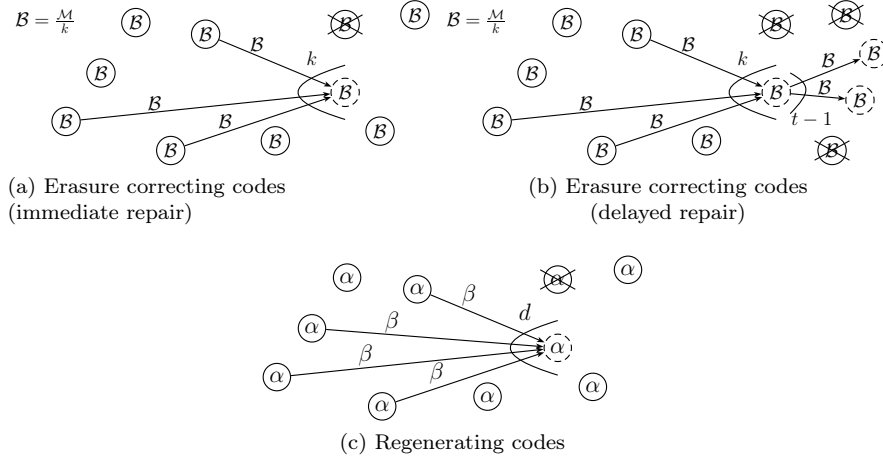 ℬ = ℳ/k
ℬ ℬ ℬ ℬ
ℬ k
ℬ ℬ
ℬ ℬ
ℬ ℬ ℬ ℬ
(a) Erasure correcting codes
(immediate repair)
ℬ = ℳ/k
ℬ ℬ ℬ ℬ
ℬ k ℬ ℬ
ℬ ℬ ℬ
ℬ ℬ ℬ
ℬ t − 1
ℬ ℬ ℬ
(b) Erasure correcting codes
(delayed repair)
α α α α
β d
α β α
β
α β α
α α
(c) Regenerating codes